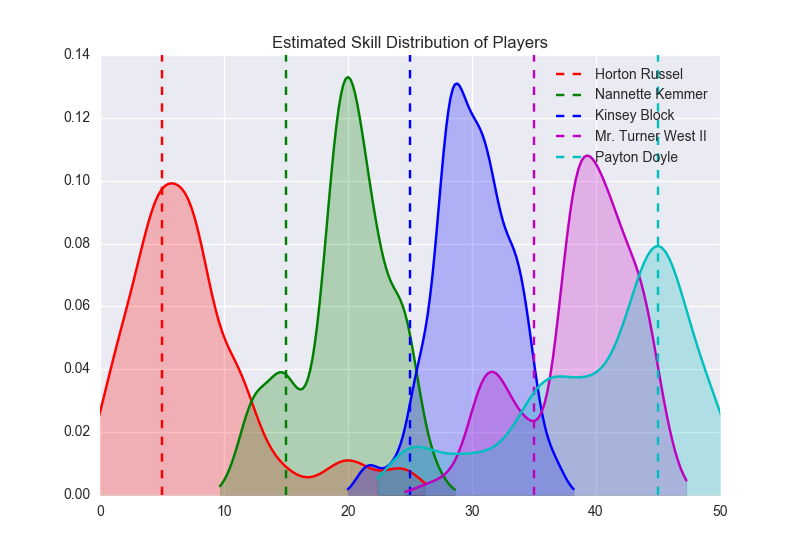 Estimated Skill Distribution of Players
0.14
0.12
0.10
0.08
0.06
0.04
0.02
0.00
Horton Russel
Nannette Kemmer
Kinsey Block
Mr. Turner West II
Payton Doyle
0 10 20 30 40 50